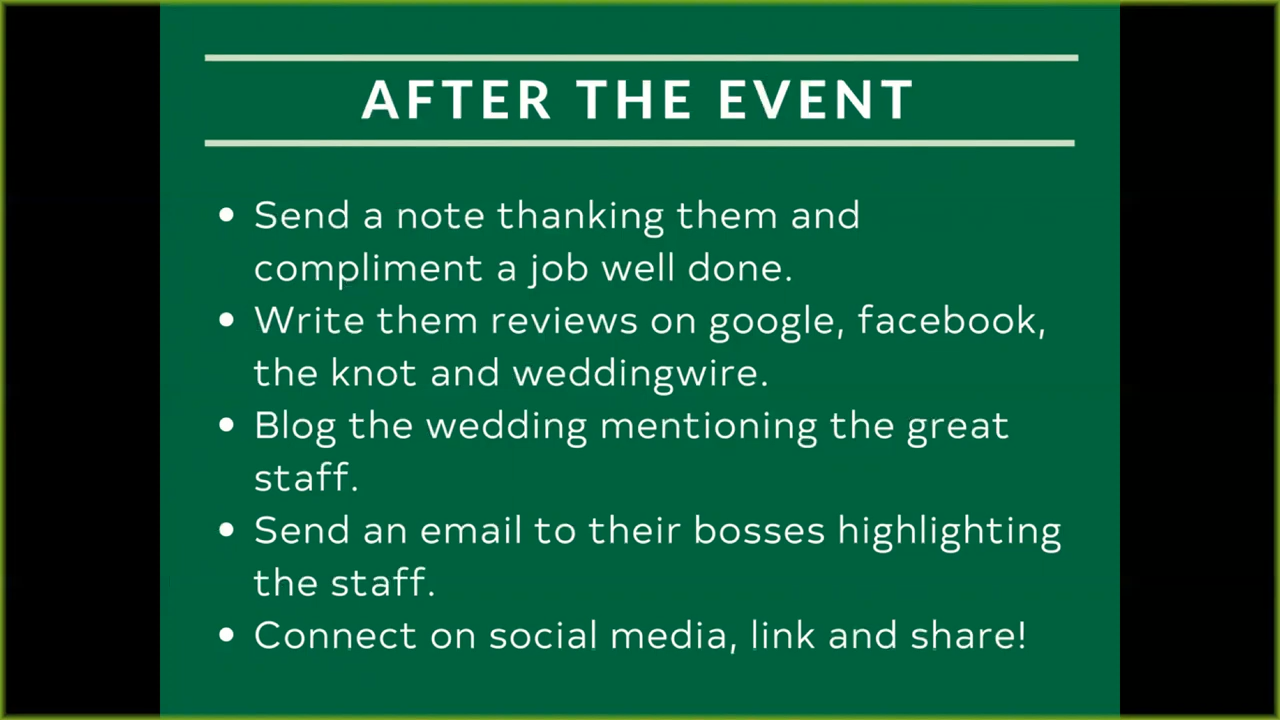 AFTER THE EVENT
• Send a note thanking them and
compliment a job well done.
• Write them reviews on google, facebook,
the knot and weddingwire.
• Blog the wedding mentioning the great
staff.
• Send an email to their bosses highlighting
the staff.
• Connect on social media, link and share!